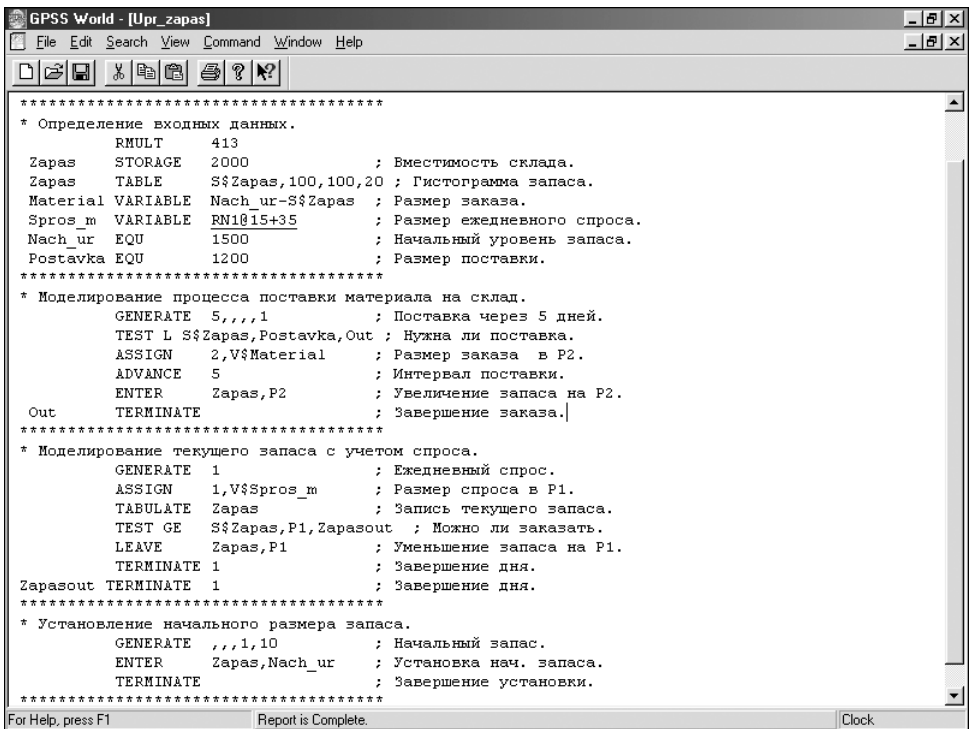 GPSS World - [Upr_zapas]
File Edit Search View Command Window Help
**************************************
* Определение входных данных.
RMULT 413
Zapas STORAGE 2000 ; Вместимость склада.
Zapas TABLE S$Zapas,100,100,20 ; Гистограмма запаса.
Material VARIABLE Nach_ur-S$Zapas ; Размер заказа.
Spros_m VARIABLE RN1@15+35 ; Размер ежедневного спроса.
Nach_ur EQU 1500 ; Начальный уровень запаса.
Postavka EQU 1200 ; Размер поставки.
**************************************
* Моделирование процесса поставки материала на склад.
GENERATE 5,,,,1 ; Поставка через 5 дней.
TEST L S$Zapas,Postavka,Out ; Нужна ли поставка.
ASSIGN 2,V$Material ; Размер заказа в P2.
ADVANCE 5 ; Интервал поставки.
ENTER Zapas,P2 ; Увеличение запаса на P2.
Out TERMINATE ; Завершение заказа.
**************************************
* Моделирование текущего запаса с учетом спроса.
GENERATE 1 ; Ежедневный спрос.
ASSIGN 1,V$Spros_m ; Размер спроса в P1.
TABULATE Zapas ; Запись текущего запаса.
TEST GE S$Zapas,P1,Zapasout ; Можно ли заказать.
LEAVE Zapas,P1 ; Уменьшение запаса на P1.
TERMINATE 1 ; Завершение дня.
Zapasout TERMINATE 1 ; Завершение дня.
**************************************
* Установление начального размера запаса.
GENERATE ,,,1,10 ; Начальный запас.
ENTER Zapas,Nach_ur ; Установка нач. запаса.
TERMINATE ; Завершение установки.
**************************************
For Help, press F1 Report is Complete. Clock